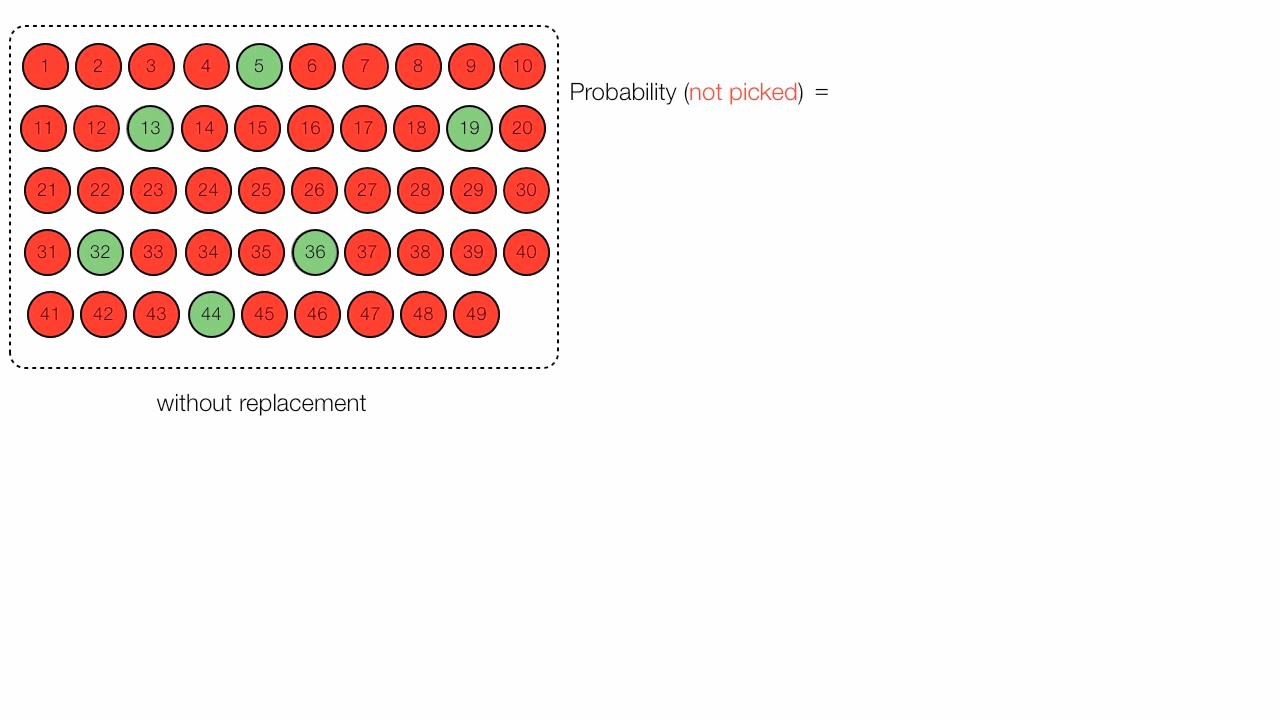 1 2 3 4 5 6 7 8 9 10
Probability (not picked) =
11 12 13 14 15 16 17 18 19 20
21 22 23 24 25 26 27 28 29 30
31 32 33 34 35 36 37 38 39 40
41 42 43 44 45 46 47 48 49
without replacement